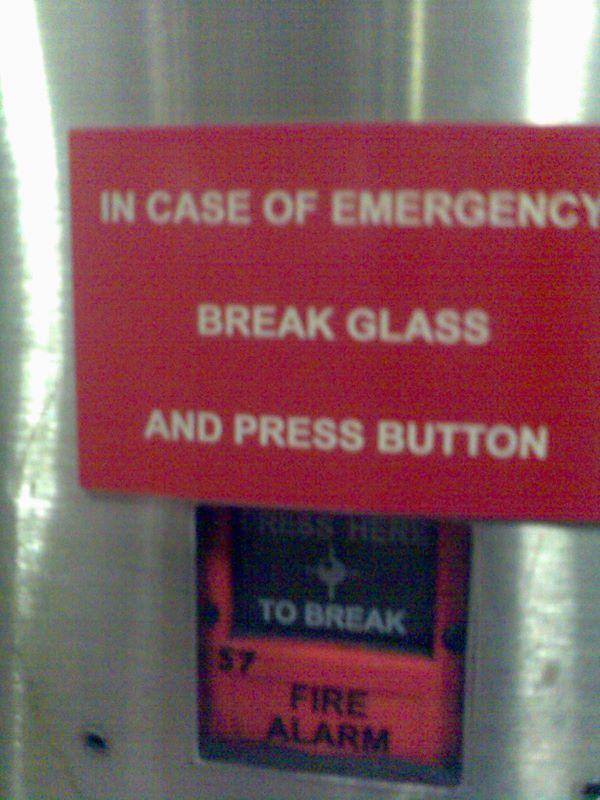 IN CASE OF EMERGENCY
BREAK GLASS
AND PRESS BUTTON
PRESS HERE
TO BREAK
57
FIRE
ALARM